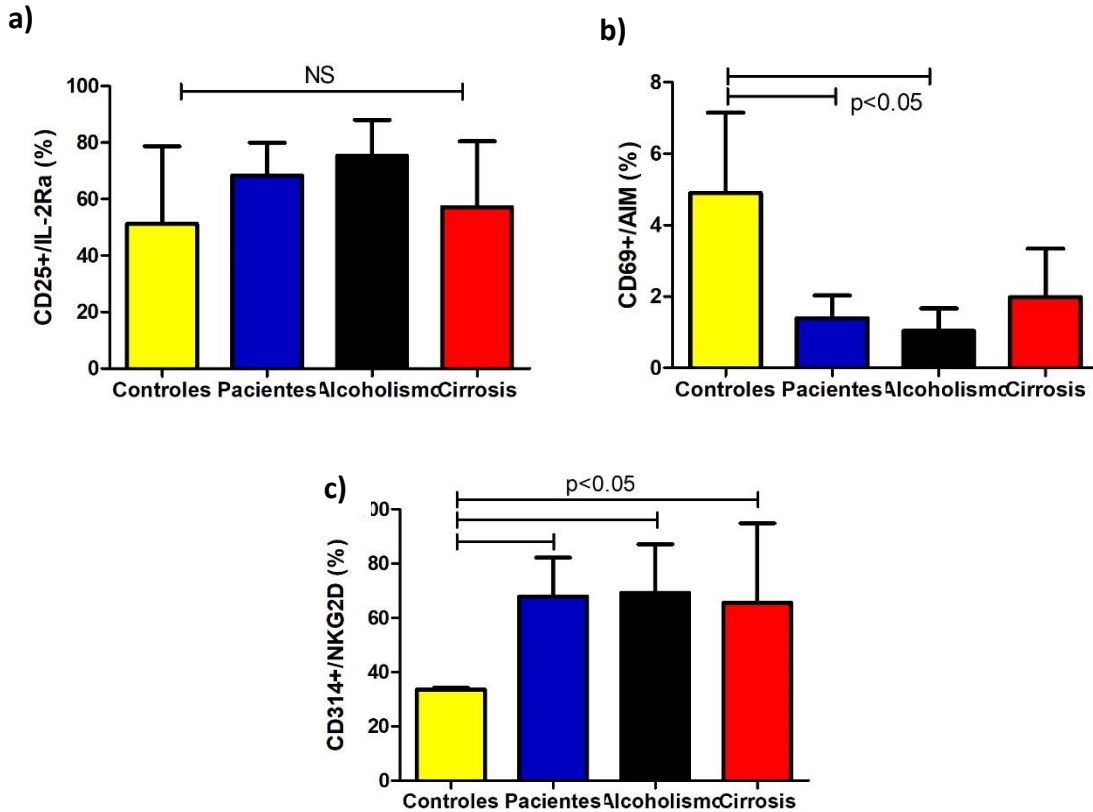 a)
NS
CD25+/IL-2Ra (%)
100
80
60
40
20
0
Controles Pacientes Alcoholismo Cirrosis
b)
p<0.05
CD69+/AIM (%)
8
6
4
2
0
Controles Pacientes Alcoholismo Cirrosis
c)
p<0.05
CD314+/NKG2D (%)
00
80
60
40
20
0
Controles Pacientes Alcoholismo Cirrosis